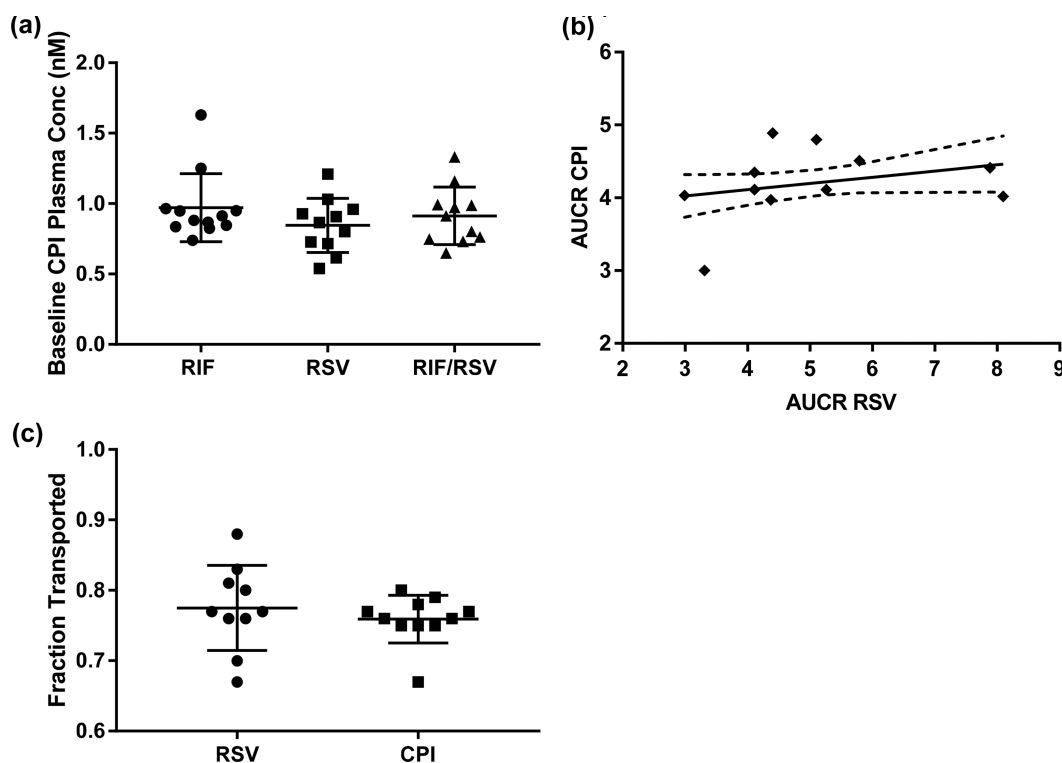 (a)
Baseline CPI Plasma Conc (nM)
2.0
1.5
1.0
0.5
0.0
RIF
RSV
RIF/RSV
(b)
AUCR CPI
6
5
4
3
2
2
3
4
5
6
7
8
9
AUCR RSV
(c)
Fraction Transported
1.0
0.9
0.8
0.7
0.6
RSV
CPI